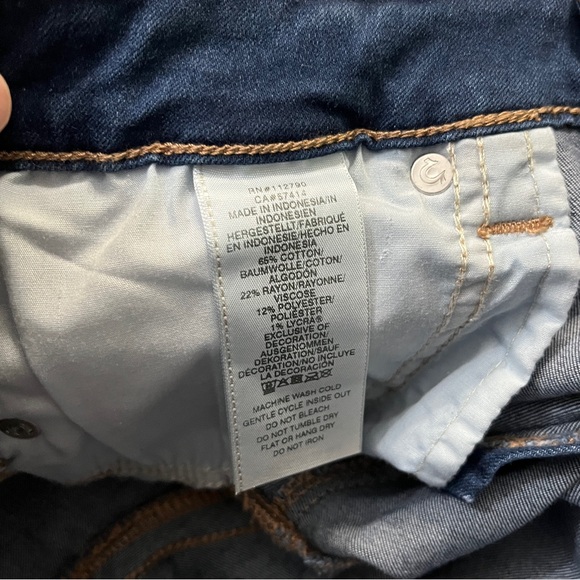 RN#112790
CA#57414
MADE IN INDONESIA/IN
INDONESIEN
HERGESTELLT/FABRIQUÉ
EN INDONÉSIE/HECHO EN
INDONESIA
65% COTTON/
BAUMWOLLE/COTON/
ALGODÓN
22% RAYON/RAYONNE/
VISCOSE
12% POLYESTER/
POLIÉSTER
1% LYCRA®
EXCLUSIVE OF
DECORATION/
AUSGENOMMEN
DEKORATION/SAUF
DÉCORATION/NO INCLUYE
LA DECORACIÓN
MACHINE WASH COLD
GENTLE CYCLE INSIDE OUT
DO NOT BLEACH
DO NOT TUMBLE DRY
FLAT OR HANG DRY
DO NOT IRON